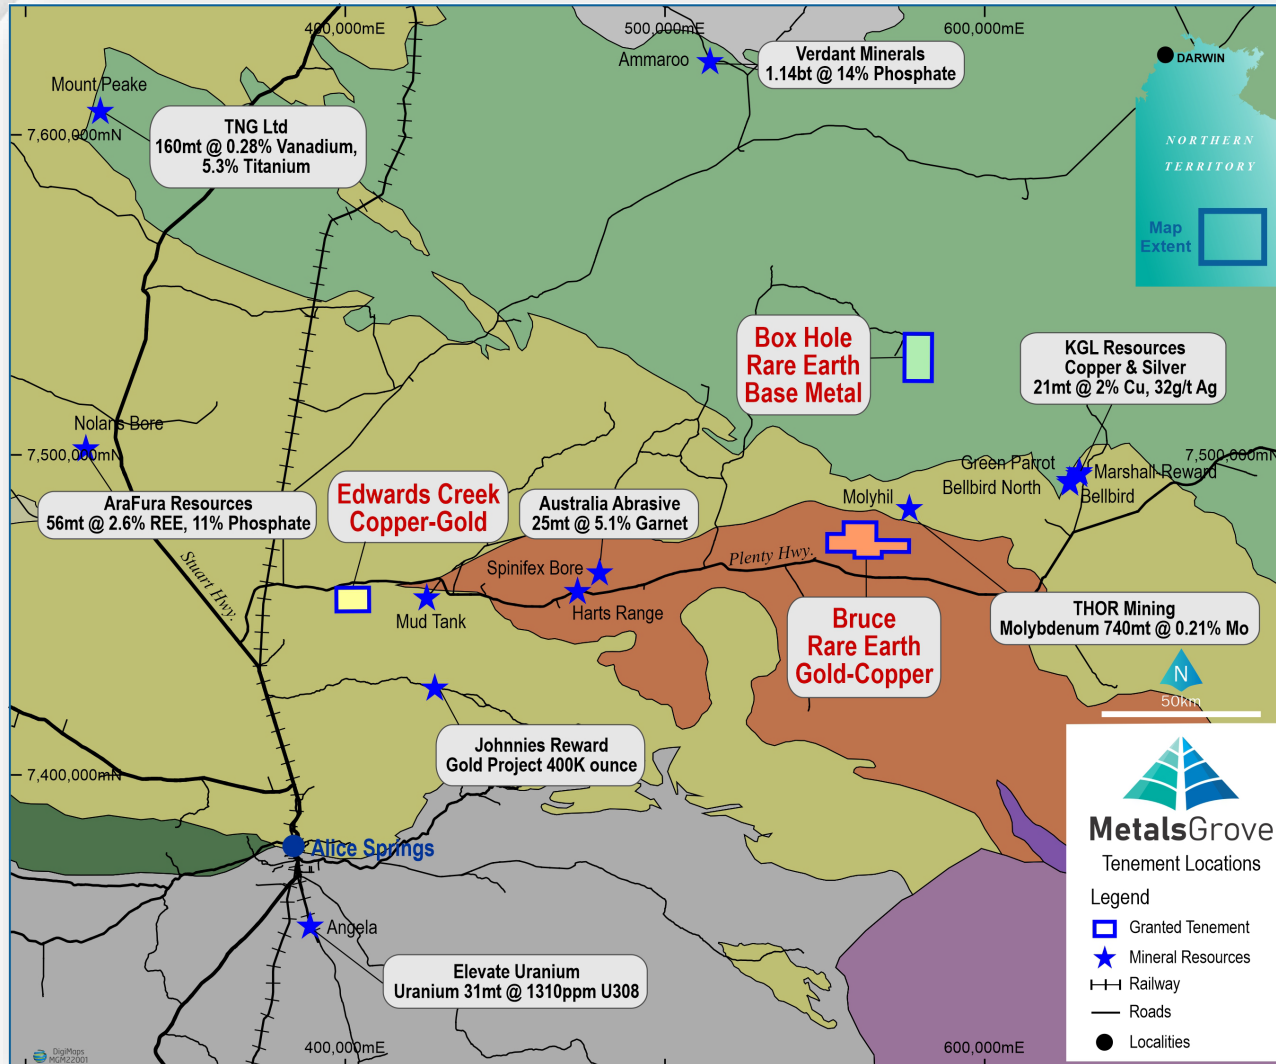 400,000mE
500,000mE
600,000mE
Ammaroo
Verdant Minerals
1.14bt @ 14% Phosphate
DARWIN
Mount Peake
TNG Ltd
160mt @ 0.28% Vanadium,
5.3% Titanium
7,600,000mN
NORTHERN
TERRITORY
Map
Extent
Box Hole
Rare Earth
Base Metal
KGL Resources
Copper & Silver
21mt @ 2% Cu, 32g/t Ag
Nolans Bore
7,500,000mN
7,500,000mN
Green Parrot
Marshall-Reward
Bellbird North
Bellbird
AraFura Resources
56mt @ 2.6% REE, 11% Phosphate
Edwards Creek
Copper-Gold
Australia Abrasive
25mt @ 5.1% Garnet
Molyhil
Stuart Hwy.
Plenty Hwy.
Spinifex Bore
Harts Range
Mud Tank
Bruce
Rare Earth
Gold-Copper
THOR Mining
Molybdenum 740mt @ 0.21% Mo
N
50km
Johnnies Reward
Gold Project 400K ounce
7,400,000mN
Alice Springs
Angela
Elevate Uranium
Uranium 31mt @ 1310ppm U308
MetalsGrove
Tenement Locations
Legend
Granted Tenement
Mineral Resources
Railway
Roads
Localities
400,000mE
600,000mE
DigiMaps
MGM22001